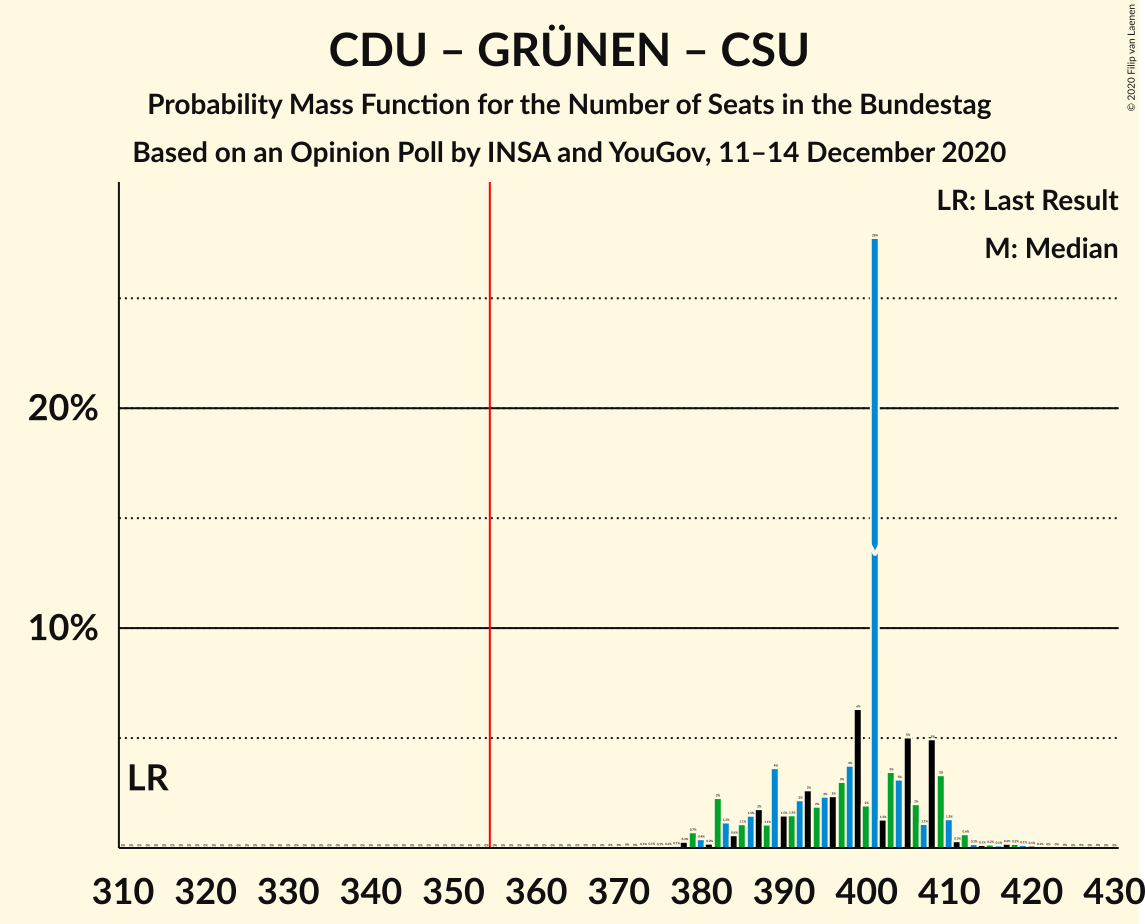 CDU – GRÜNEN – CSU
Probability Mass Function for the Number of Seats in the Bundestag
Based on an Opinion Poll by INSA and YouGov, 11–14 December 2020
© 2020 Filip van Laenen
LR: Last Result
M: Median
20%
10%
LR
310 320 330 340 350 360 370 380 390 400 410 420 430